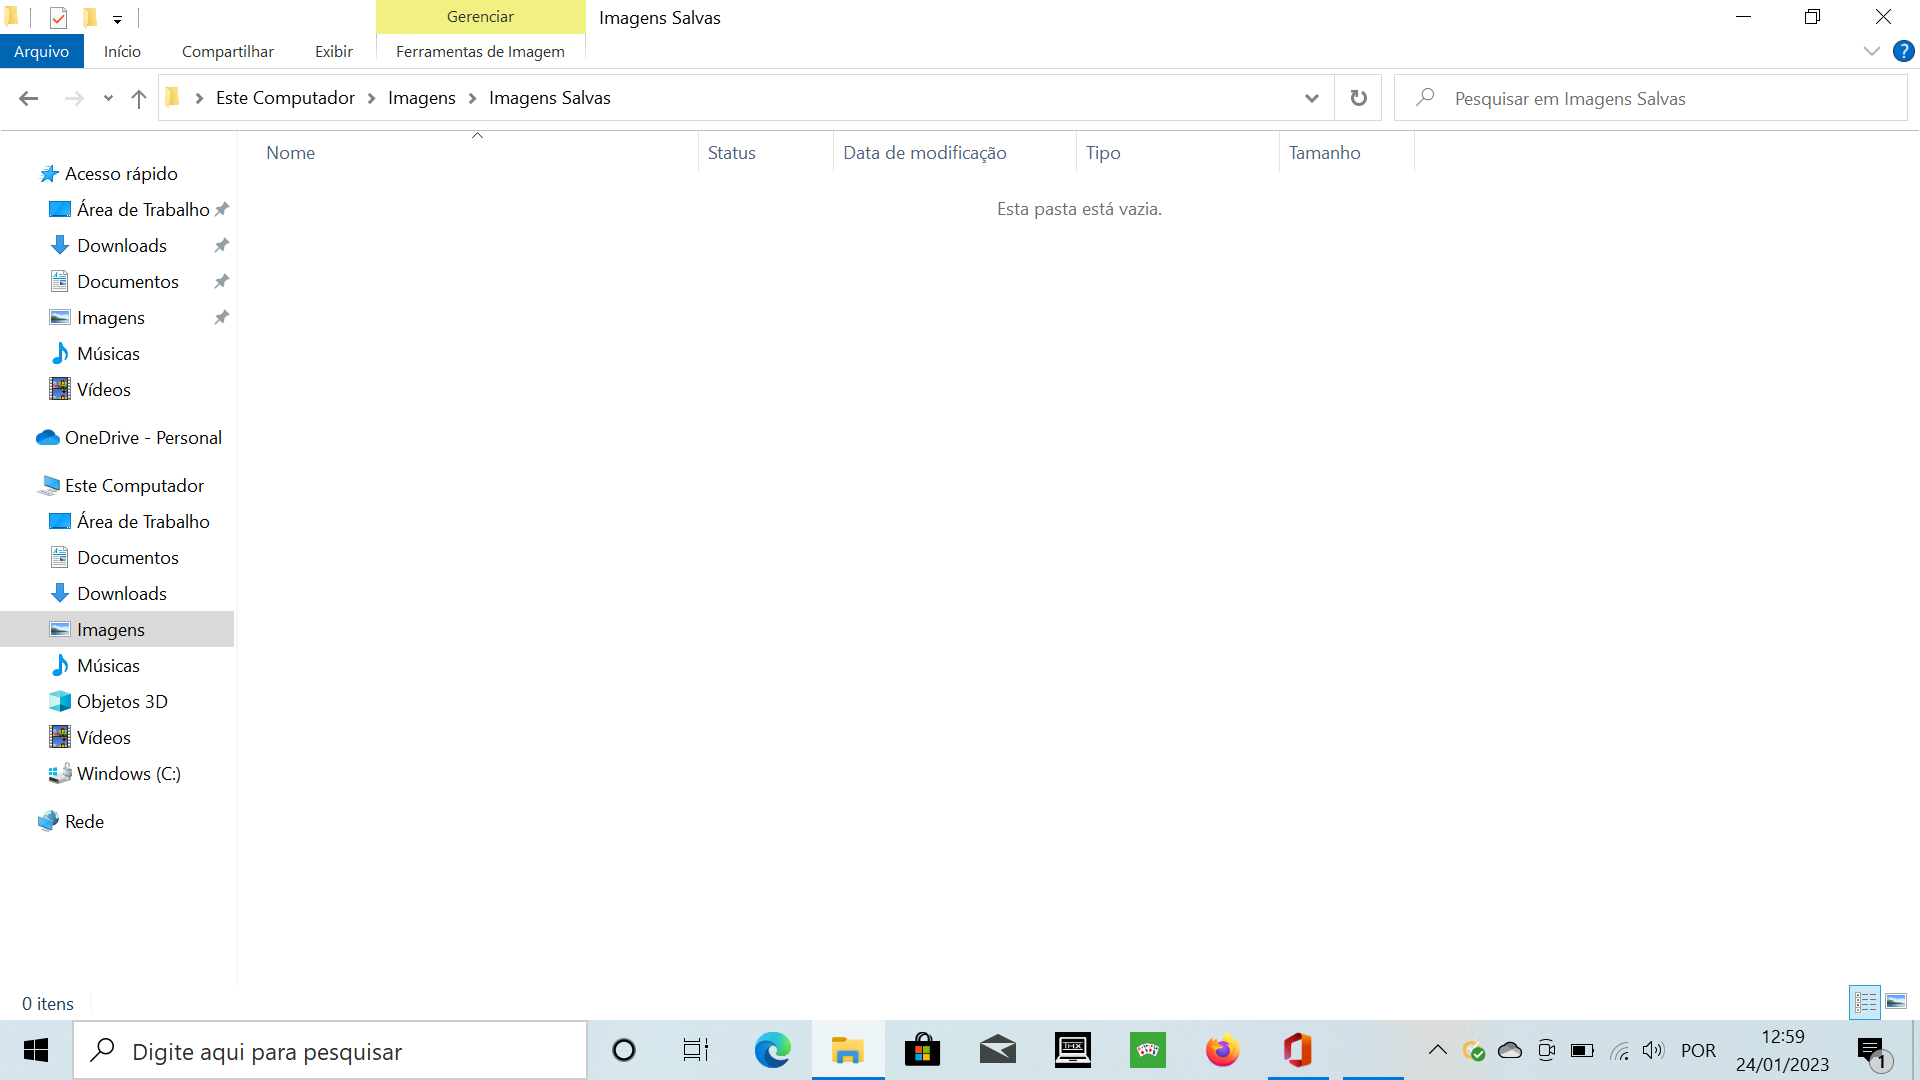 Gerenciar
Imagens Salvas
Arquivo
Início
Compartilhar
Exibir
Ferramentas de Imagem
?
Este Computador
Imagens
Imagens Salvas
Pesquisar em Imagens Salvas
Nome
Status
Data de modificação
Tipo
Tamanho
Esta pasta está vazia.
Acesso rápido
Área de Trabalho
Downloads
Documentos
Imagens
Músicas
Vídeos
OneDrive - Personal
Este Computador
Área de Trabalho
Documentos
Downloads
Imagens
Músicas
Objetos 3D
Vídeos
Windows (C:)
Rede
0 itens
Digite aqui para pesquisar
THX
POR
12:59
24/01/2023
1